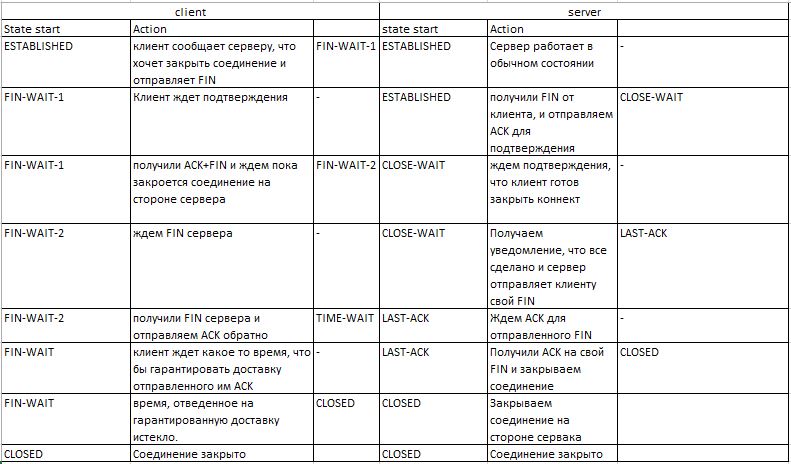 client server
State start Action state start Action
ESTABLISHED клиент сообщает серверу, что FIN-WAIT-1 ESTABLISHED Сервер работает в -
хочет закрыть соединение и обычном состоянии
отправляет FIN
FIN-WAIT-1 Клиент ждет подтверждения - ESTABLISHED получили FIN от CLOSE-WAIT
клиента, и отправляем
ACK для
подтверждения
FIN-WAIT-1 получили ACK+FIN и ждем пока FIN-WAIT-2 CLOSE-WAIT ждем подтверждения, -
закроется соединение на что клиент готов
стороне сервера закрыть коннект
FIN-WAIT-2 ждем FIN сервера - CLOSE-WAIT Получаем LAST-ACK
уведомление, что все
сделано и сервер
отправляет клиенту
свой FIN
FIN-WAIT-2 получили FIN сервера и TIME-WAIT LAST-ACK Ждем ACK для -
отправляем ACK обратно отправленного FIN
FIN-WAIT клиент ждет какое то время, что - LAST-ACK Получили ACK на свой CLOSED
бы гарантировать доставку FIN и закрываем
отправленного им ACK соединение
FIN-WAIT время, отведенное на CLOSED CLOSED Закрываем
гарантированную доставку соединение на
истекло. стороне сервака
CLOSED Соединение закрыто CLOSED Соединение закрыто